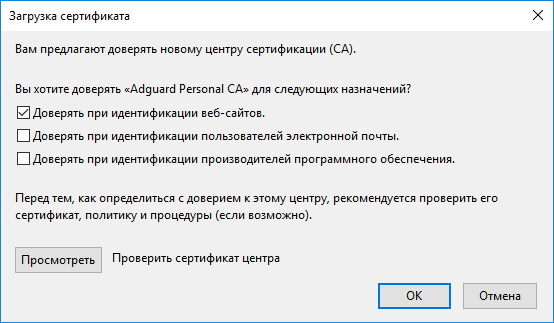 Загрузка сертификата
Вам предлагают доверять новому центру сертификации (CA).
Вы хотите доверять «Adguard Personal CA» для следующих назначений?
Доверять при идентификации веб-сайтов.
Доверять при идентификации пользователей электронной почты.
Доверять при идентификации производителей программного обеспечения.
Перед тем, как определиться с доверием к этому центру, рекомендуется проверить его
сертификат, политику и процедуры (если возможно).
Просмотреть Проверить сертификат центра
ОК Отмена